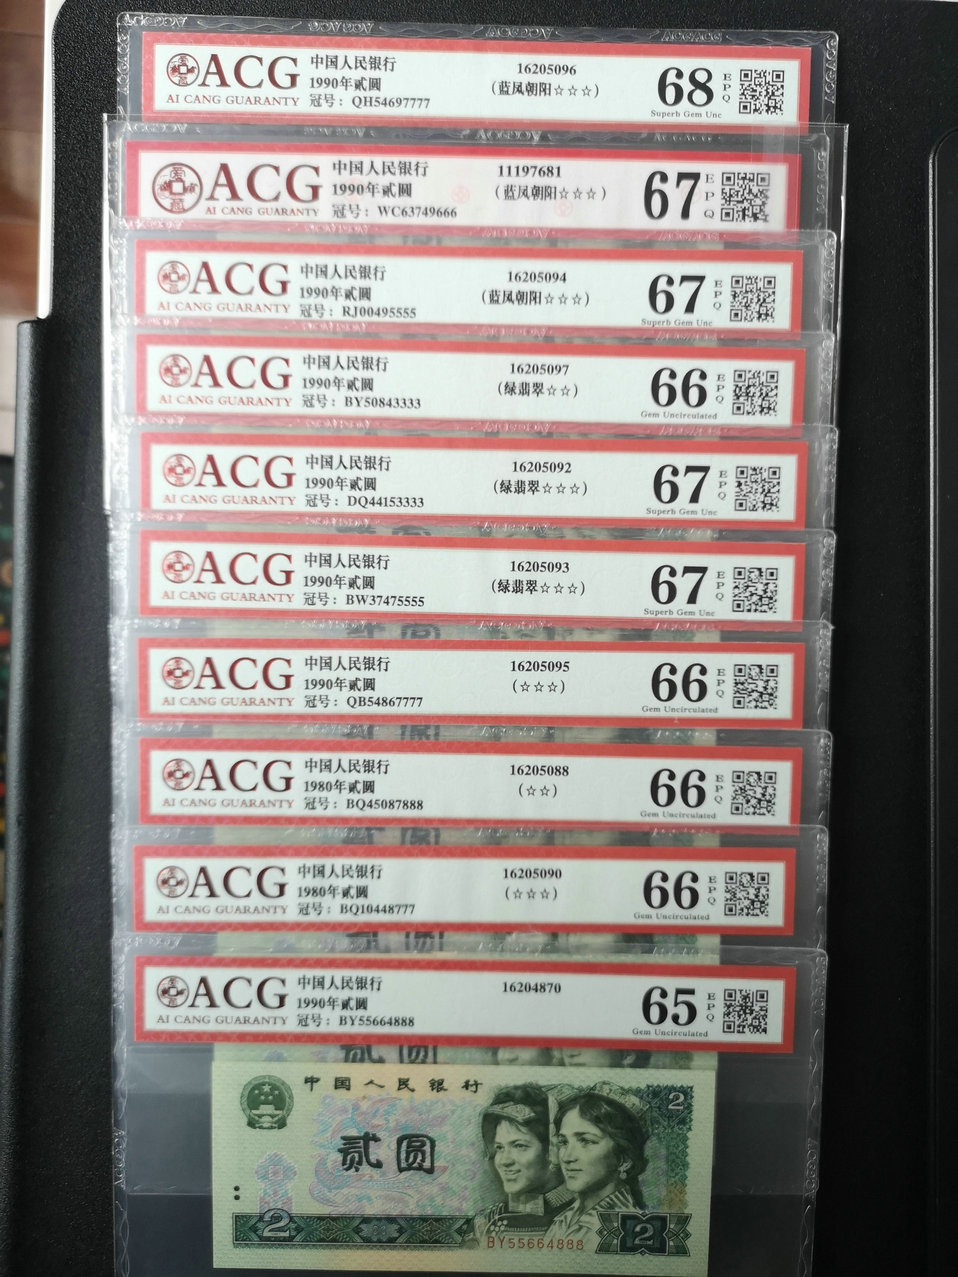 ACG
AI CANG GUARANTY
中国人民银行
1990年贰圆
冠号：QH54697777
16205096
（蓝凤朝阳☆☆☆）
68
EPQ
Superb Gem Unc
ACG
AI CANG GUARANTY
中国人民银行
1990年贰圆
冠号：WC63749666
11197681
（蓝凤朝阳☆☆☆）
67
EPQ
ACG
AI CANG GUARANTY
中国人民银行
1990年贰圆
冠号：RJ00495555
16205094
（蓝凤朝阳☆☆☆）
67
EPQ
Superb Gem Unc
ACG
AI CANG GUARANTY
中国人民银行
1990年贰圆
冠号：BY50843333
16205097
（绿翡翠☆☆）
66
EPQ
Gem Uncirculated
ACG
AI CANG GUARANTY
中国人民银行
1990年贰圆
冠号：DQ44153333
16205092
（绿翡翠☆☆☆）
67
EPQ
Superb Gem Unc
ACG
AI CANG GUARANTY
中国人民银行
1990年贰圆
冠号：BW37475555
16205093
（绿翡翠☆☆☆）
67
EPQ
Superb Gem Unc
ACG
AI CANG GUARANTY
中国人民银行
1990年贰圆
冠号：QB54867777
16205095
（☆☆☆）
66
EPQ
Gem Uncirculated
ACG
AI CANG GUARANTY
中国人民银行
1980年贰圆
冠号：BQ45087888
16205088
（☆☆）
66
EPQ
Gem Uncirculated
ACG
AI CANG GUARANTY
中国人民银行
1980年贰圆
冠号：BQ10448777
16205090
（☆☆☆）
66
EPQ
Gem Uncirculated
ACG
AI CANG GUARANTY
中国人民银行
1990年贰圆
冠号：BY55664888
16204870
65
EPQ
Gem Uncirculated
中国人民银行
2
贰圆
2
BY55664888
2